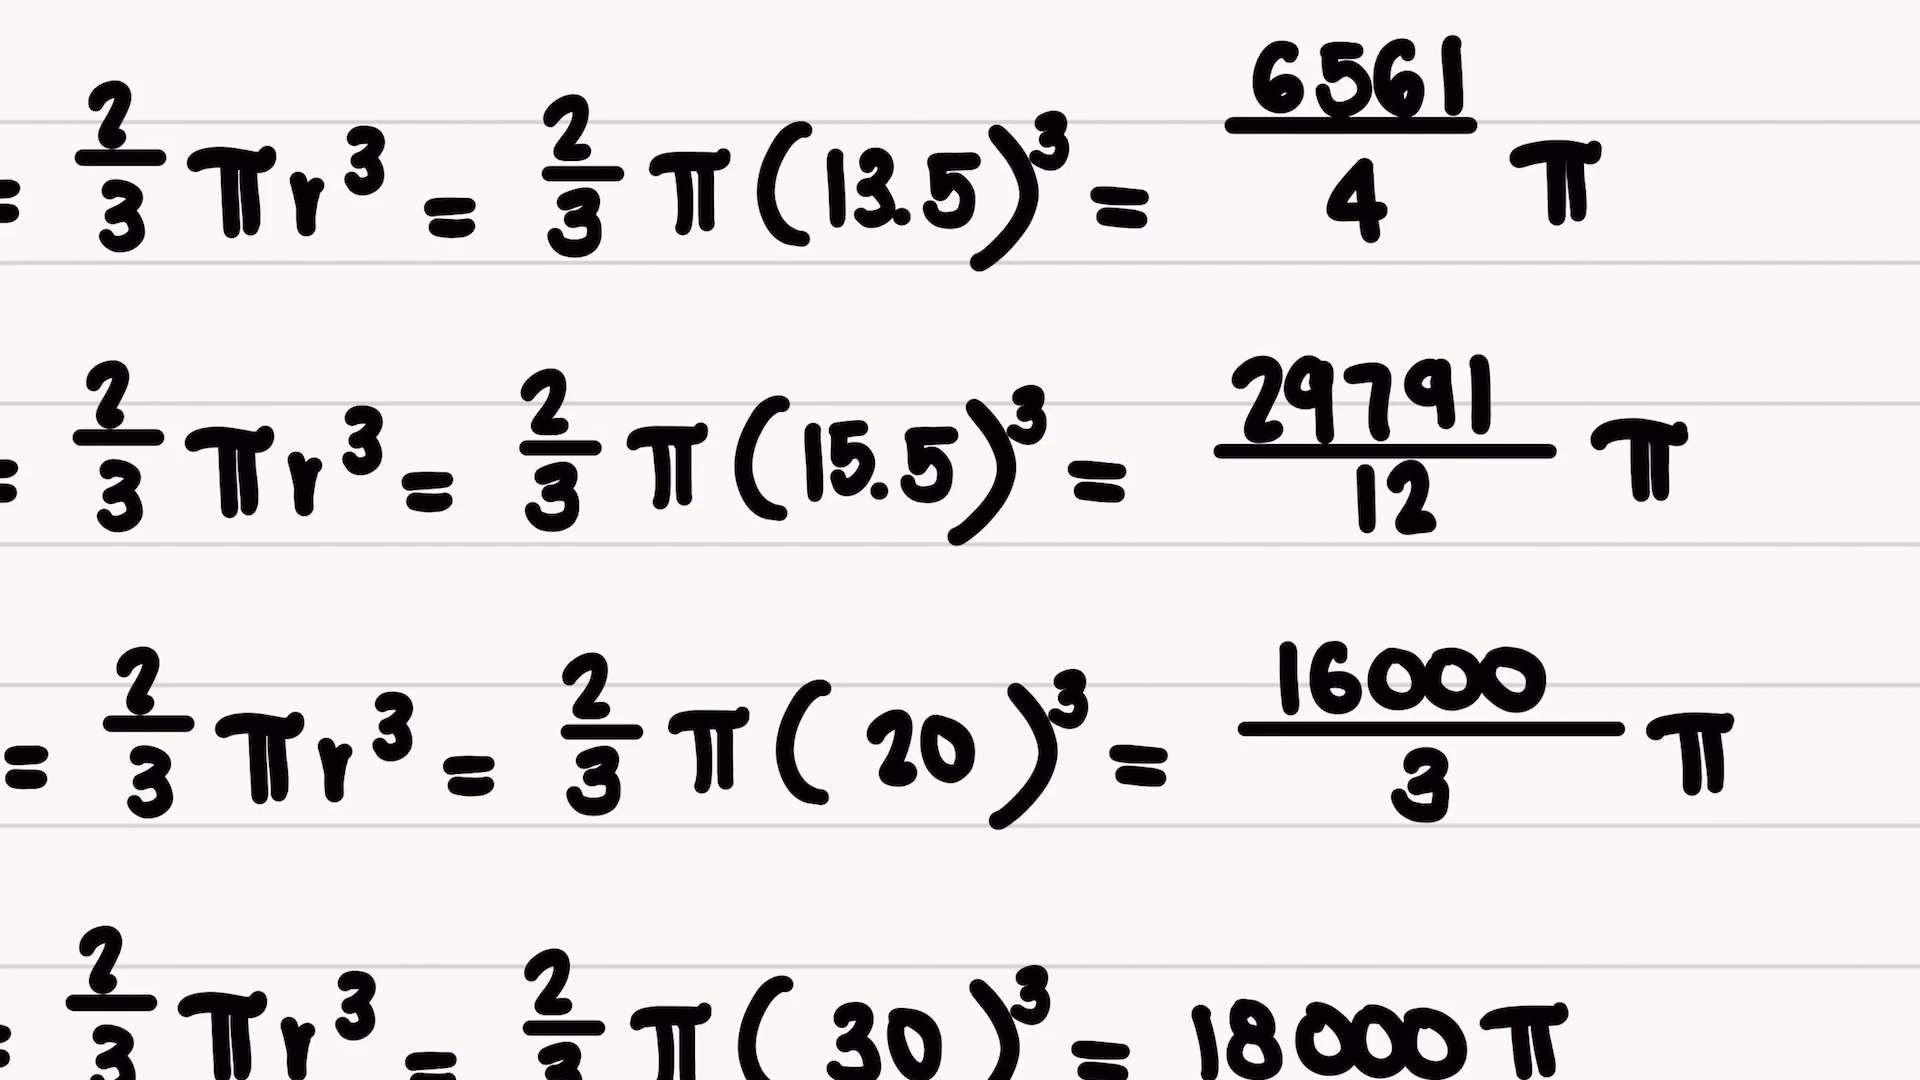 = 2/3 πr³ = 2/3 π(13.5)³ = 6561/4 π
= 2/3 πr³ = 2/3 π(15.5)³ = 29791/12 π
= 2/3 πr³ = 2/3 π(20)³ = 16000/3 π
= 2/3 πr³ = 2/3 π(30)³ = 18000π